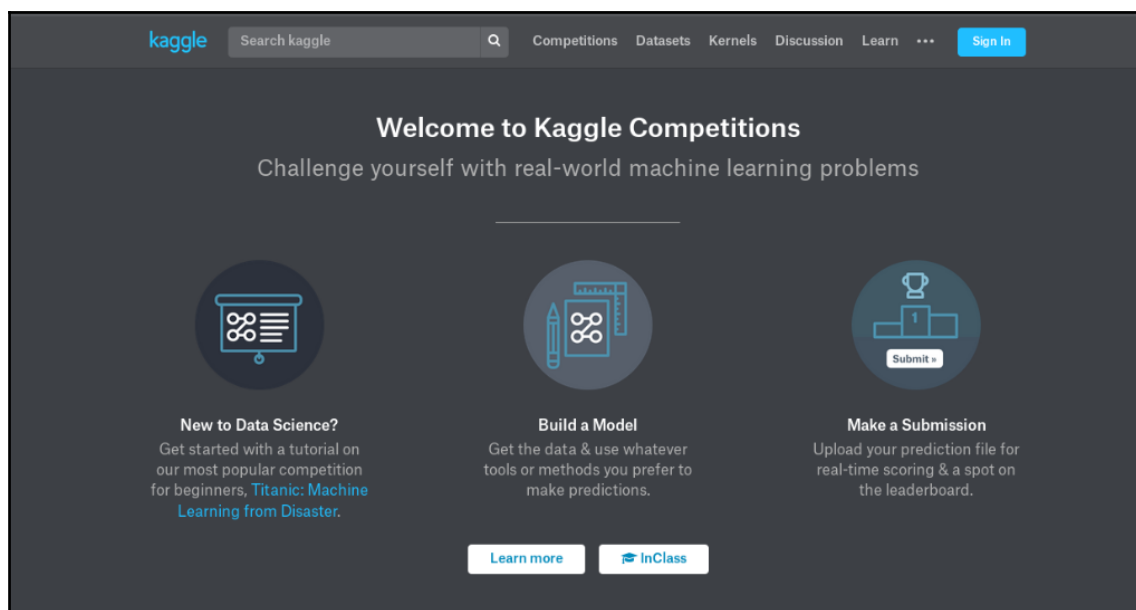 kaggle Search kaggle Competitions Datasets Kernels Discussion Learn ••• Sign In
Welcome to Kaggle Competitions
Challenge yourself with real-world machine learning problems
1
Submit »
New to Data Science?
Get started with a tutorial on
our most popular competition
for beginners, Titanic: Machine
Learning from Disaster.
Build a Model
Get the data & use whatever
tools or methods you prefer to
make predictions.
Make a Submission
Upload your prediction file for
real-time scoring & a spot on
the leaderboard.
Learn more
InClass